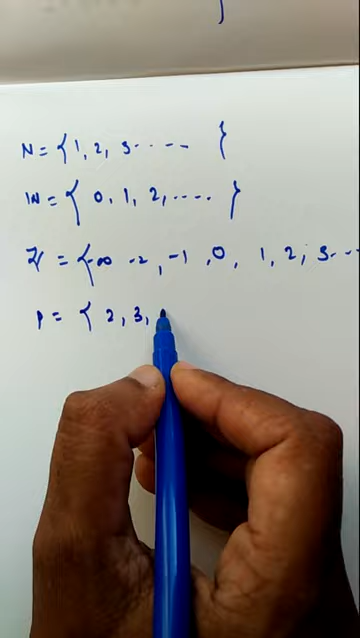 N = { 1, 2, 3 ..... }
W = { 0, 1, 2, .... }
Z = { -∞ -2, -1, 0, 1, 2, 3...
P = { 2, 3,